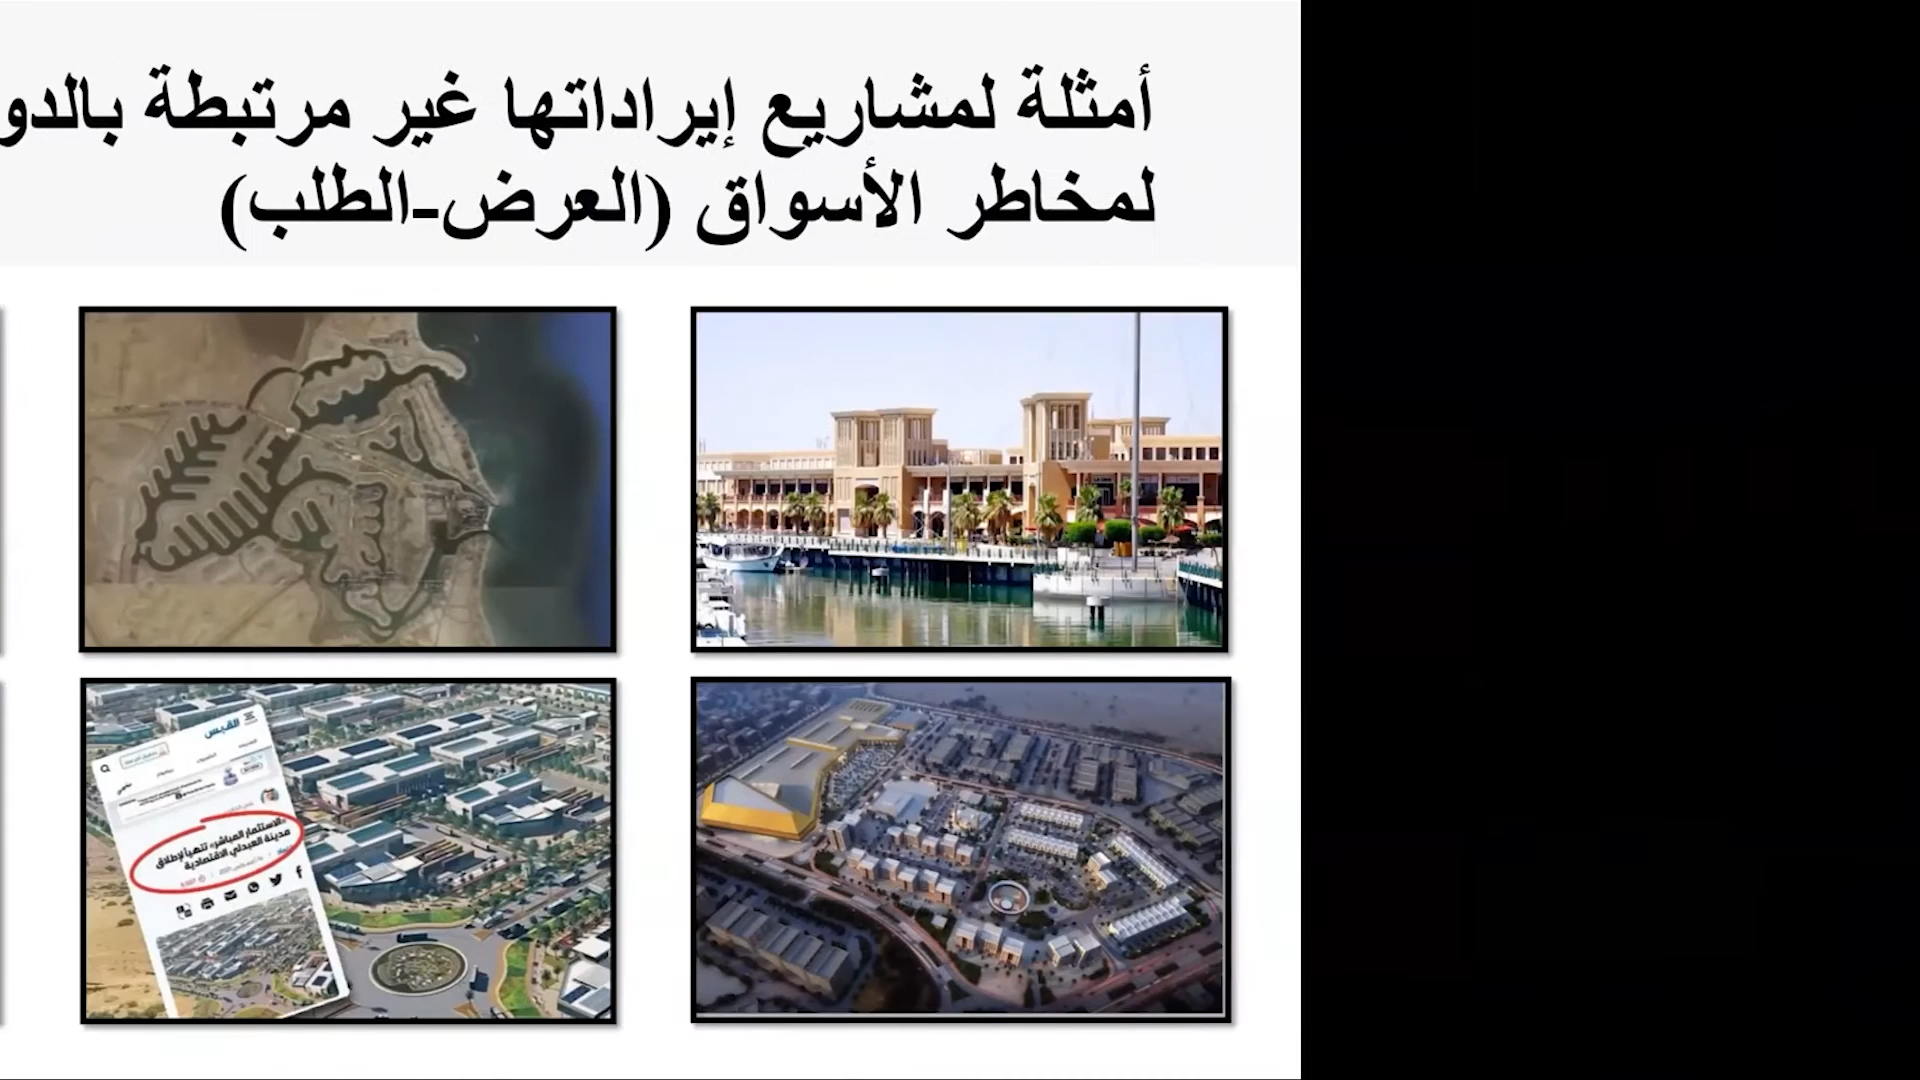 أمثلة لمشاريع إيراداتها غير مرتبطة بالدو
لمخاطر الأسواق (العرض-الطلب)
القبس
«الاستثمار المباشر» تتهيأ لإطلاق
مدينة العبدلي الاقتصادية